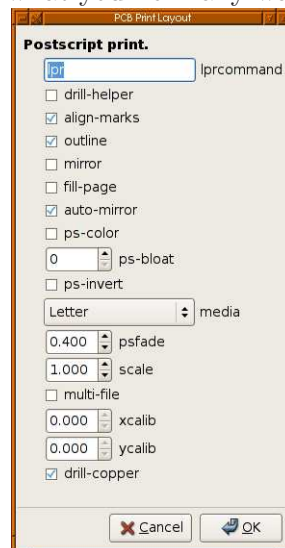 PCB Print Layout
Postscript print.
lpr lprcommand
drill-helper
align-marks
outline
mirror
fill-page
auto-mirror
ps-color
0 ps-bloat
ps-invert
Letter media
0.400 psfade
1.000 scale
multi-file
0.000 xcalib
0.000 ycalib
drill-copper
Cancel OK